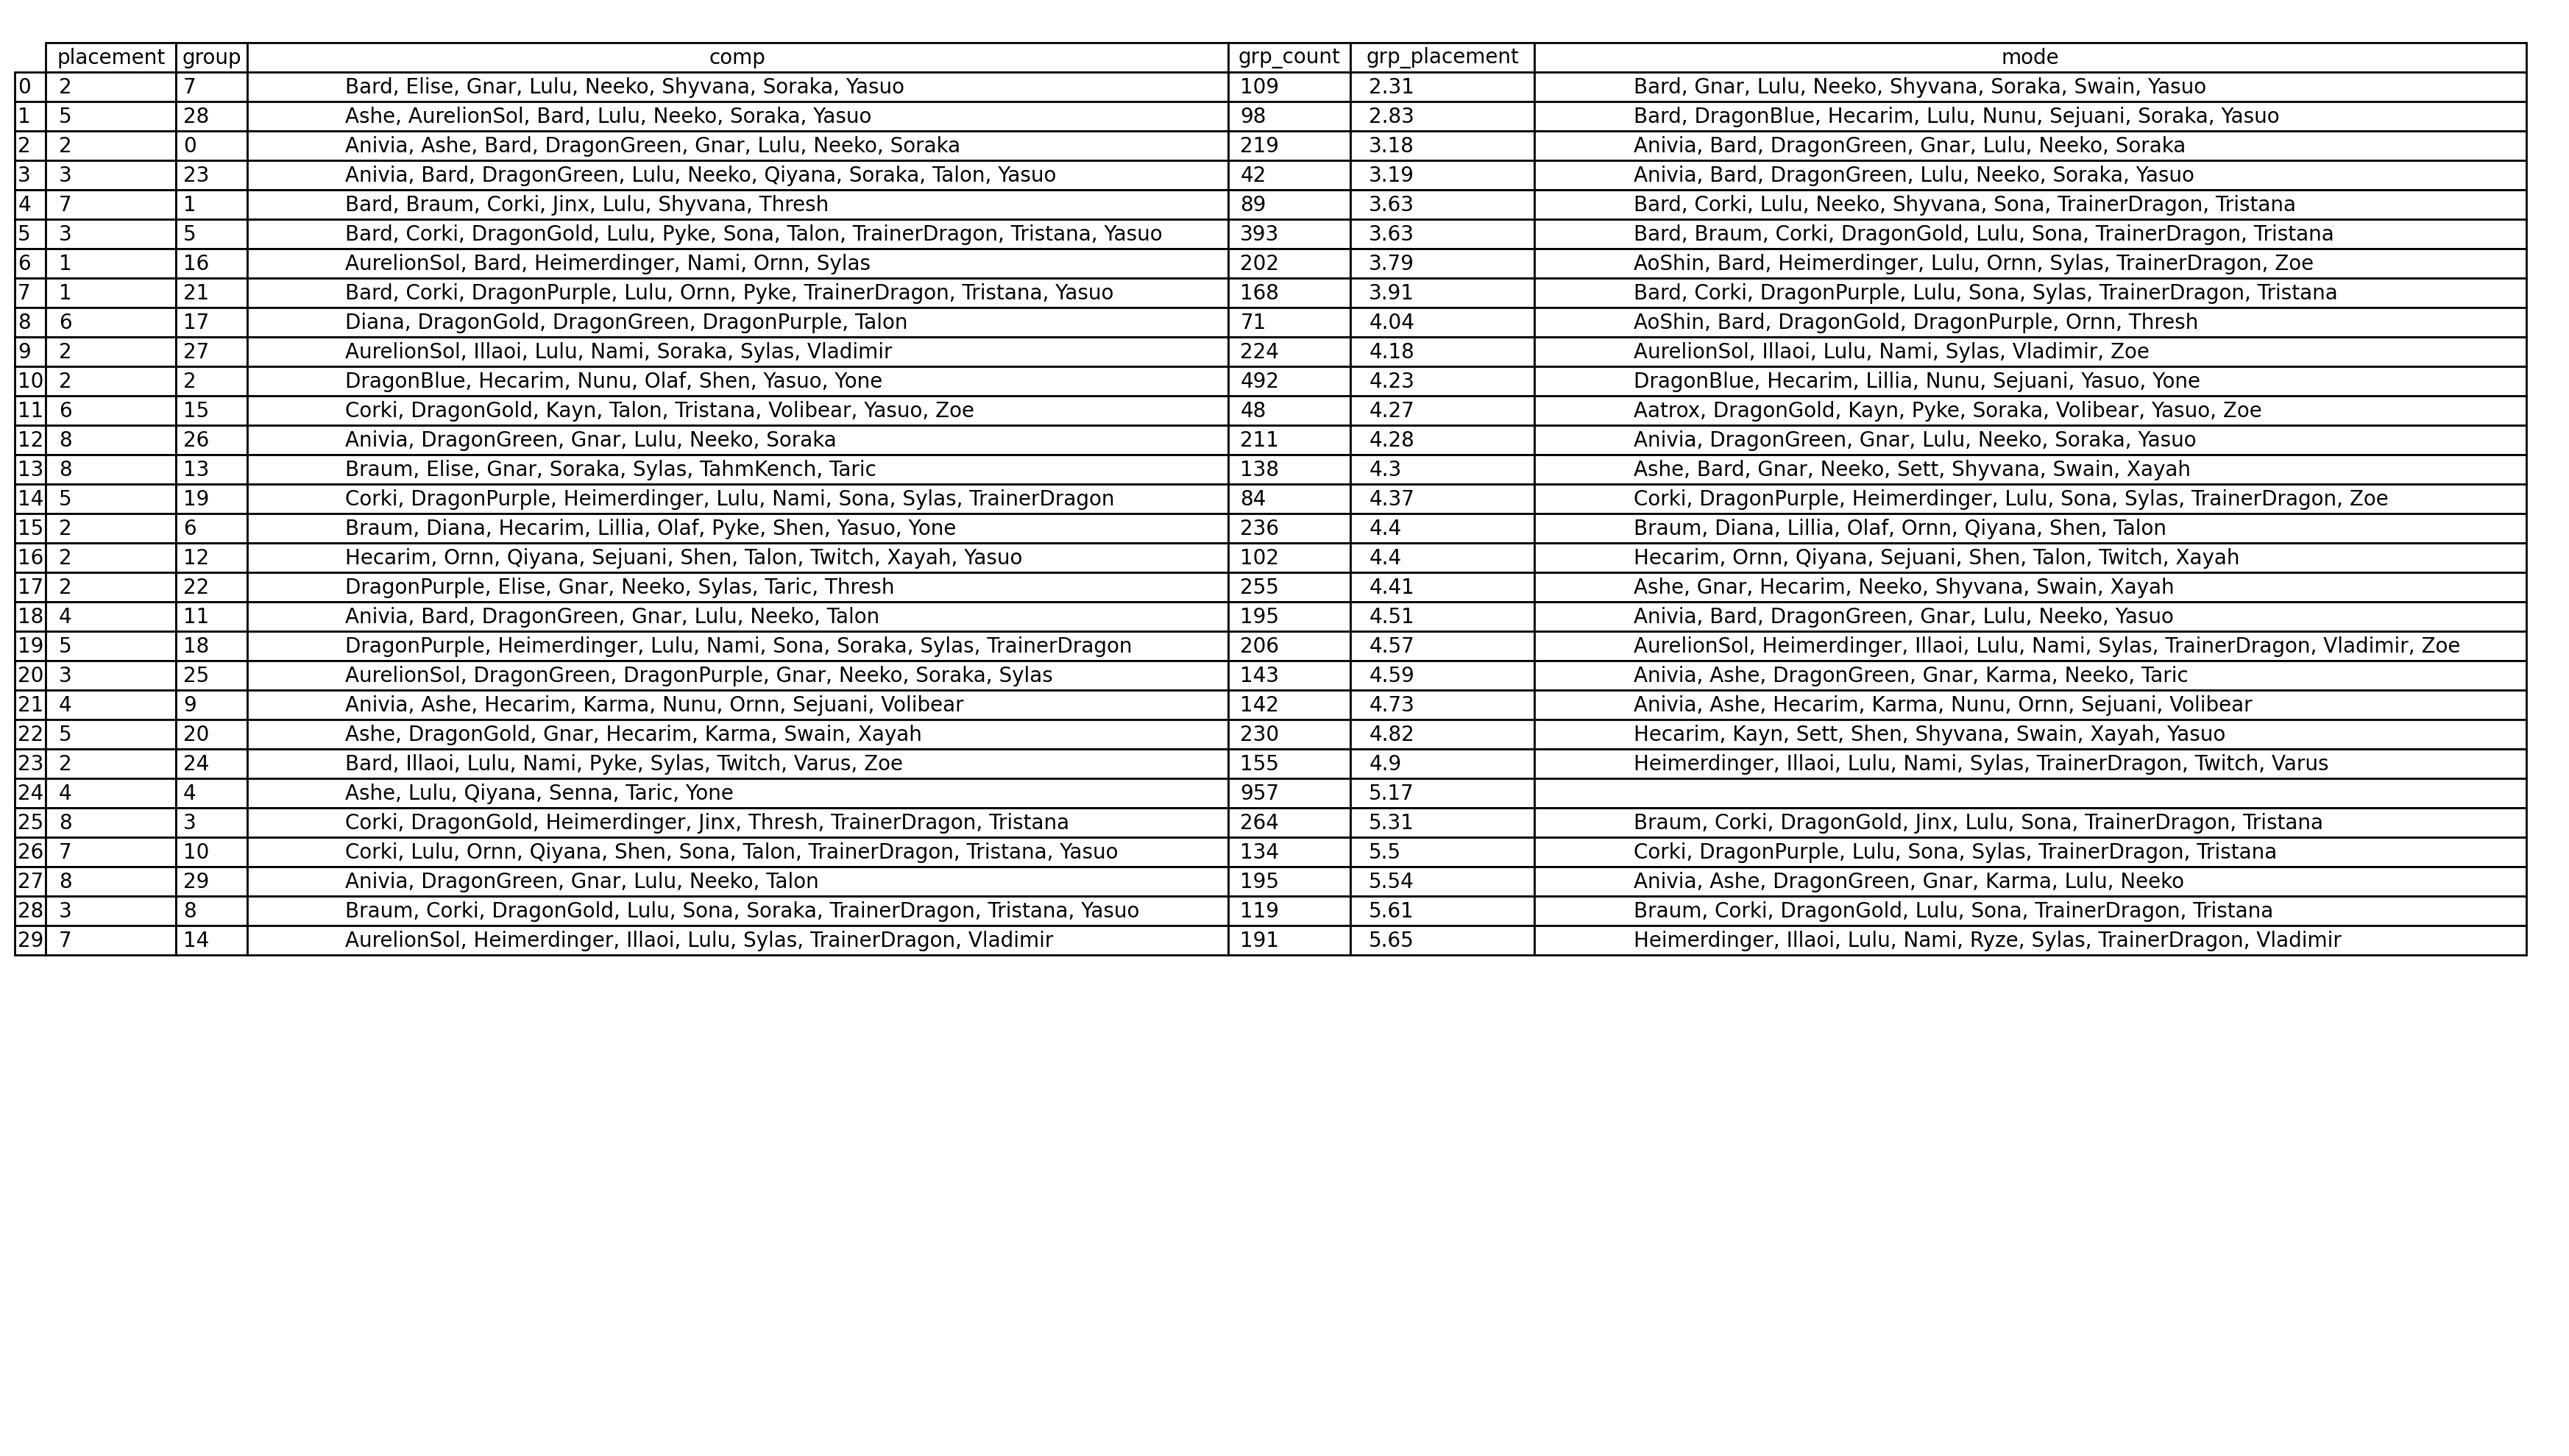 placement group comp grp_count grp_placement mode
0 2 7 Bard, Elise, Gnar, Lulu, Neeko, Shyvana, Soraka, Yasuo 109 2.31 Bard, Gnar, Lulu, Neeko, Shyvana, Soraka, Swain, Yasuo
1 5 28 Ashe, AurelionSol, Bard, Lulu, Neeko, Soraka, Yasuo 98 2.83 Bard, DragonBlue, Hecarim, Lulu, Nunu, Sejuani, Soraka, Yasuo
2 2 0 Anivia, Ashe, Bard, DragonGreen, Gnar, Lulu, Neeko, Soraka 219 3.18 Anivia, Bard, DragonGreen, Gnar, Lulu, Neeko, Soraka
3 3 23 Anivia, Bard, DragonGreen, Lulu, Neeko, Qiyana, Soraka, Talon, Yasuo 42 3.19 Anivia, Bard, DragonGreen, Lulu, Neeko, Soraka, Yasuo
4 7 1 Bard, Braum, Corki, Jinx, Lulu, Shyvana, Thresh 89 3.63 Bard, Corki, Lulu, Neeko, Shyvana, Sona, TrainerDragon, Tristana
5 3 5 Bard, Corki, DragonGold, Lulu, Pyke, Sona, Talon, TrainerDragon, Tristana, Yasuo 393 3.63 Bard, Braum, Corki, DragonGold, Lulu, Sona, TrainerDragon, Tristana
6 1 16 AurelionSol, Bard, Heimerdinger, Nami, Ornn, Sylas 202 3.79 AoShin, Bard, Heimerdinger, Lulu, Ornn, Sylas, TrainerDragon, Zoe
7 1 21 Bard, Corki, DragonPurple, Lulu, Ornn, Pyke, TrainerDragon, Tristana, Yasuo 168 3.91 Bard, Corki, DragonPurple, Lulu, Sona, Sylas, TrainerDragon, Tristana
8 6 17 Diana, DragonGold, DragonGreen, DragonPurple, Talon 71 4.04 AoShin, Bard, DragonGold, DragonPurple, Ornn, Thresh
9 2 27 AurelionSol, Illaoi, Lulu, Nami, Soraka, Sylas, Vladimir 224 4.18 AurelionSol, Illaoi, Lulu, Nami, Sylas, Vladimir, Zoe
10 2 2 DragonBlue, Hecarim, Nunu, Olaf, Shen, Yasuo, Yone 492 4.23 DragonBlue, Hecarim, Lillia, Nunu, Sejuani, Yasuo, Yone
11 6 15 Corki, DragonGold, Kayn, Talon, Tristana, Volibear, Yasuo, Zoe 48 4.27 Aatrox, DragonGold, Kayn, Pyke, Soraka, Volibear, Yasuo, Zoe
12 8 26 Anivia, DragonGreen, Gnar, Lulu, Neeko, Soraka 211 4.28 Anivia, DragonGreen, Gnar, Lulu, Neeko, Soraka, Yasuo
13 8 13 Braum, Elise, Gnar, Soraka, Sylas, TahmKench, Taric 138 4.3 Ashe, Bard, Gnar, Neeko, Sett, Shyvana, Swain, Xayah
14 5 19 Corki, DragonPurple, Heimerdinger, Lulu, Nami, Sona, Sylas, TrainerDragon 84 4.37 Corki, DragonPurple, Heimerdinger, Lulu, Sona, Sylas, TrainerDragon, Zoe
15 2 6 Braum, Diana, Hecarim, Lillia, Olaf, Pyke, Shen, Yasuo, Yone 236 4.4 Braum, Diana, Lillia, Olaf, Ornn, Qiyana, Shen, Talon
16 2 12 Hecarim, Ornn, Qiyana, Sejuani, Shen, Talon, Twitch, Xayah, Yasuo 102 4.4 Hecarim, Ornn, Qiyana, Sejuani, Shen, Talon, Twitch, Xayah
17 2 22 DragonPurple, Elise, Gnar, Neeko, Sylas, Taric, Thresh 255 4.41 Ashe, Gnar, Hecarim, Neeko, Shyvana, Swain, Xayah
18 4 11 Anivia, Bard, DragonGreen, Gnar, Lulu, Neeko, Talon 195 4.51 Anivia, Bard, DragonGreen, Gnar, Lulu, Neeko, Yasuo
19 5 18 DragonPurple, Heimerdinger, Lulu, Nami, Sona, Soraka, Sylas, TrainerDragon 206 4.57 AurelionSol, Heimerdinger, Illaoi, Lulu, Nami, Sylas, TrainerDragon, Vladimir, Zoe
20 3 25 AurelionSol, DragonGreen, DragonPurple, Gnar, Neeko, Soraka, Sylas 143 4.59 Anivia, Ashe, DragonGreen, Gnar, Karma, Neeko, Taric
21 4 9 Anivia, Ashe, Hecarim, Karma, Nunu, Ornn, Sejuani, Volibear 142 4.73 Anivia, Ashe, Hecarim, Karma, Nunu, Ornn, Sejuani, Volibear
22 5 20 Ashe, DragonGold, Gnar, Hecarim, Karma, Swain, Xayah 230 4.82 Hecarim, Kayn, Sett, Shen, Shyvana, Swain, Xayah, Yasuo
23 2 24 Bard, Illaoi, Lulu, Nami, Pyke, Sylas, Twitch, Varus, Zoe 155 4.9 Heimerdinger, Illaoi, Lulu, Nami, Sylas, TrainerDragon, Twitch, Varus
24 4 4 Ashe, Lulu, Qiyana, Senna, Taric, Yone 957 5.17
25 8 3 Corki, DragonGold, Heimerdinger, Jinx, Thresh, TrainerDragon, Tristana 264 5.31 Braum, Corki, DragonGold, Jinx, Lulu, Sona, TrainerDragon, Tristana
26 7 10 Corki, Lulu, Ornn, Qiyana, Shen, Sona, Talon, TrainerDragon, Tristana, Yasuo 134 5.5 Corki, DragonPurple, Lulu, Sona, Sylas, TrainerDragon, Tristana
27 8 29 Anivia, DragonGreen, Gnar, Lulu, Neeko, Talon 195 5.54 Anivia, Ashe, DragonGreen, Gnar, Karma, Lulu, Neeko
28 3 8 Braum, Corki, DragonGold, Lulu, Sona, Soraka, TrainerDragon, Tristana, Yasuo 119 5.61 Braum, Corki, DragonGold, Lulu, Sona, TrainerDragon, Tristana
29 7 14 AurelionSol, Heimerdinger, Illaoi, Lulu, Sylas, TrainerDragon, Vladimir 191 5.65 Heimerdinger, Illaoi, Lulu, Nami, Ryze, Sylas, TrainerDragon, Vladimir